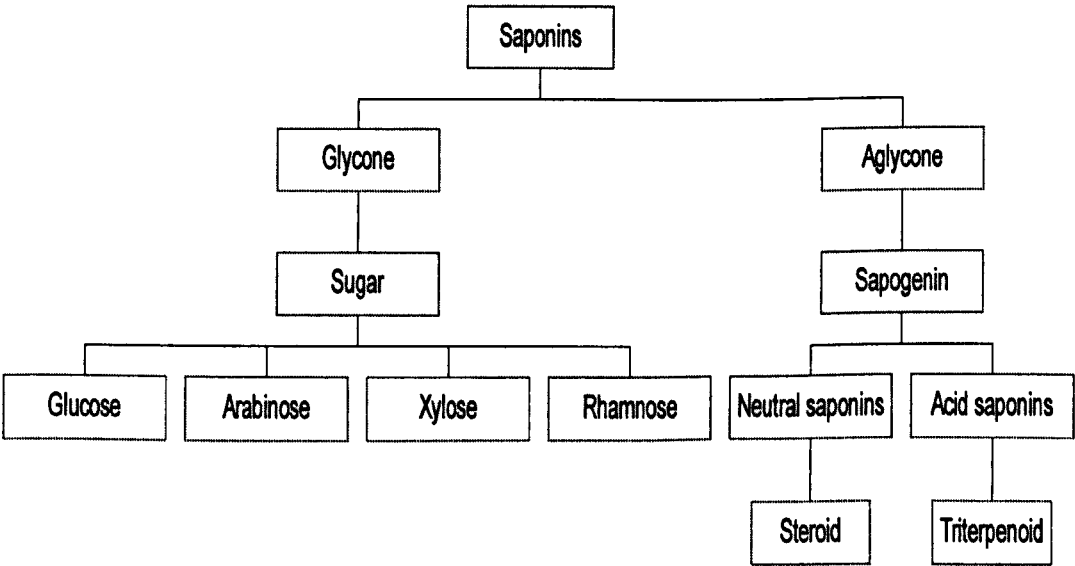 Saponins
Glycone
Aglycone
Sugar
Sapogenin
Glucose
Arabinose
Xylose
Rhamnose
Neutral saponins
Acid saponins
Steroid
Triterpenoid